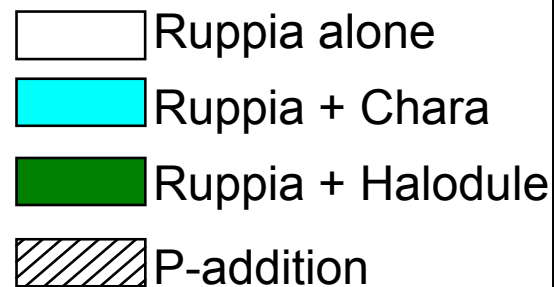 Ruppia alone
Ruppia + Chara
Ruppia + Halodule
P-addition